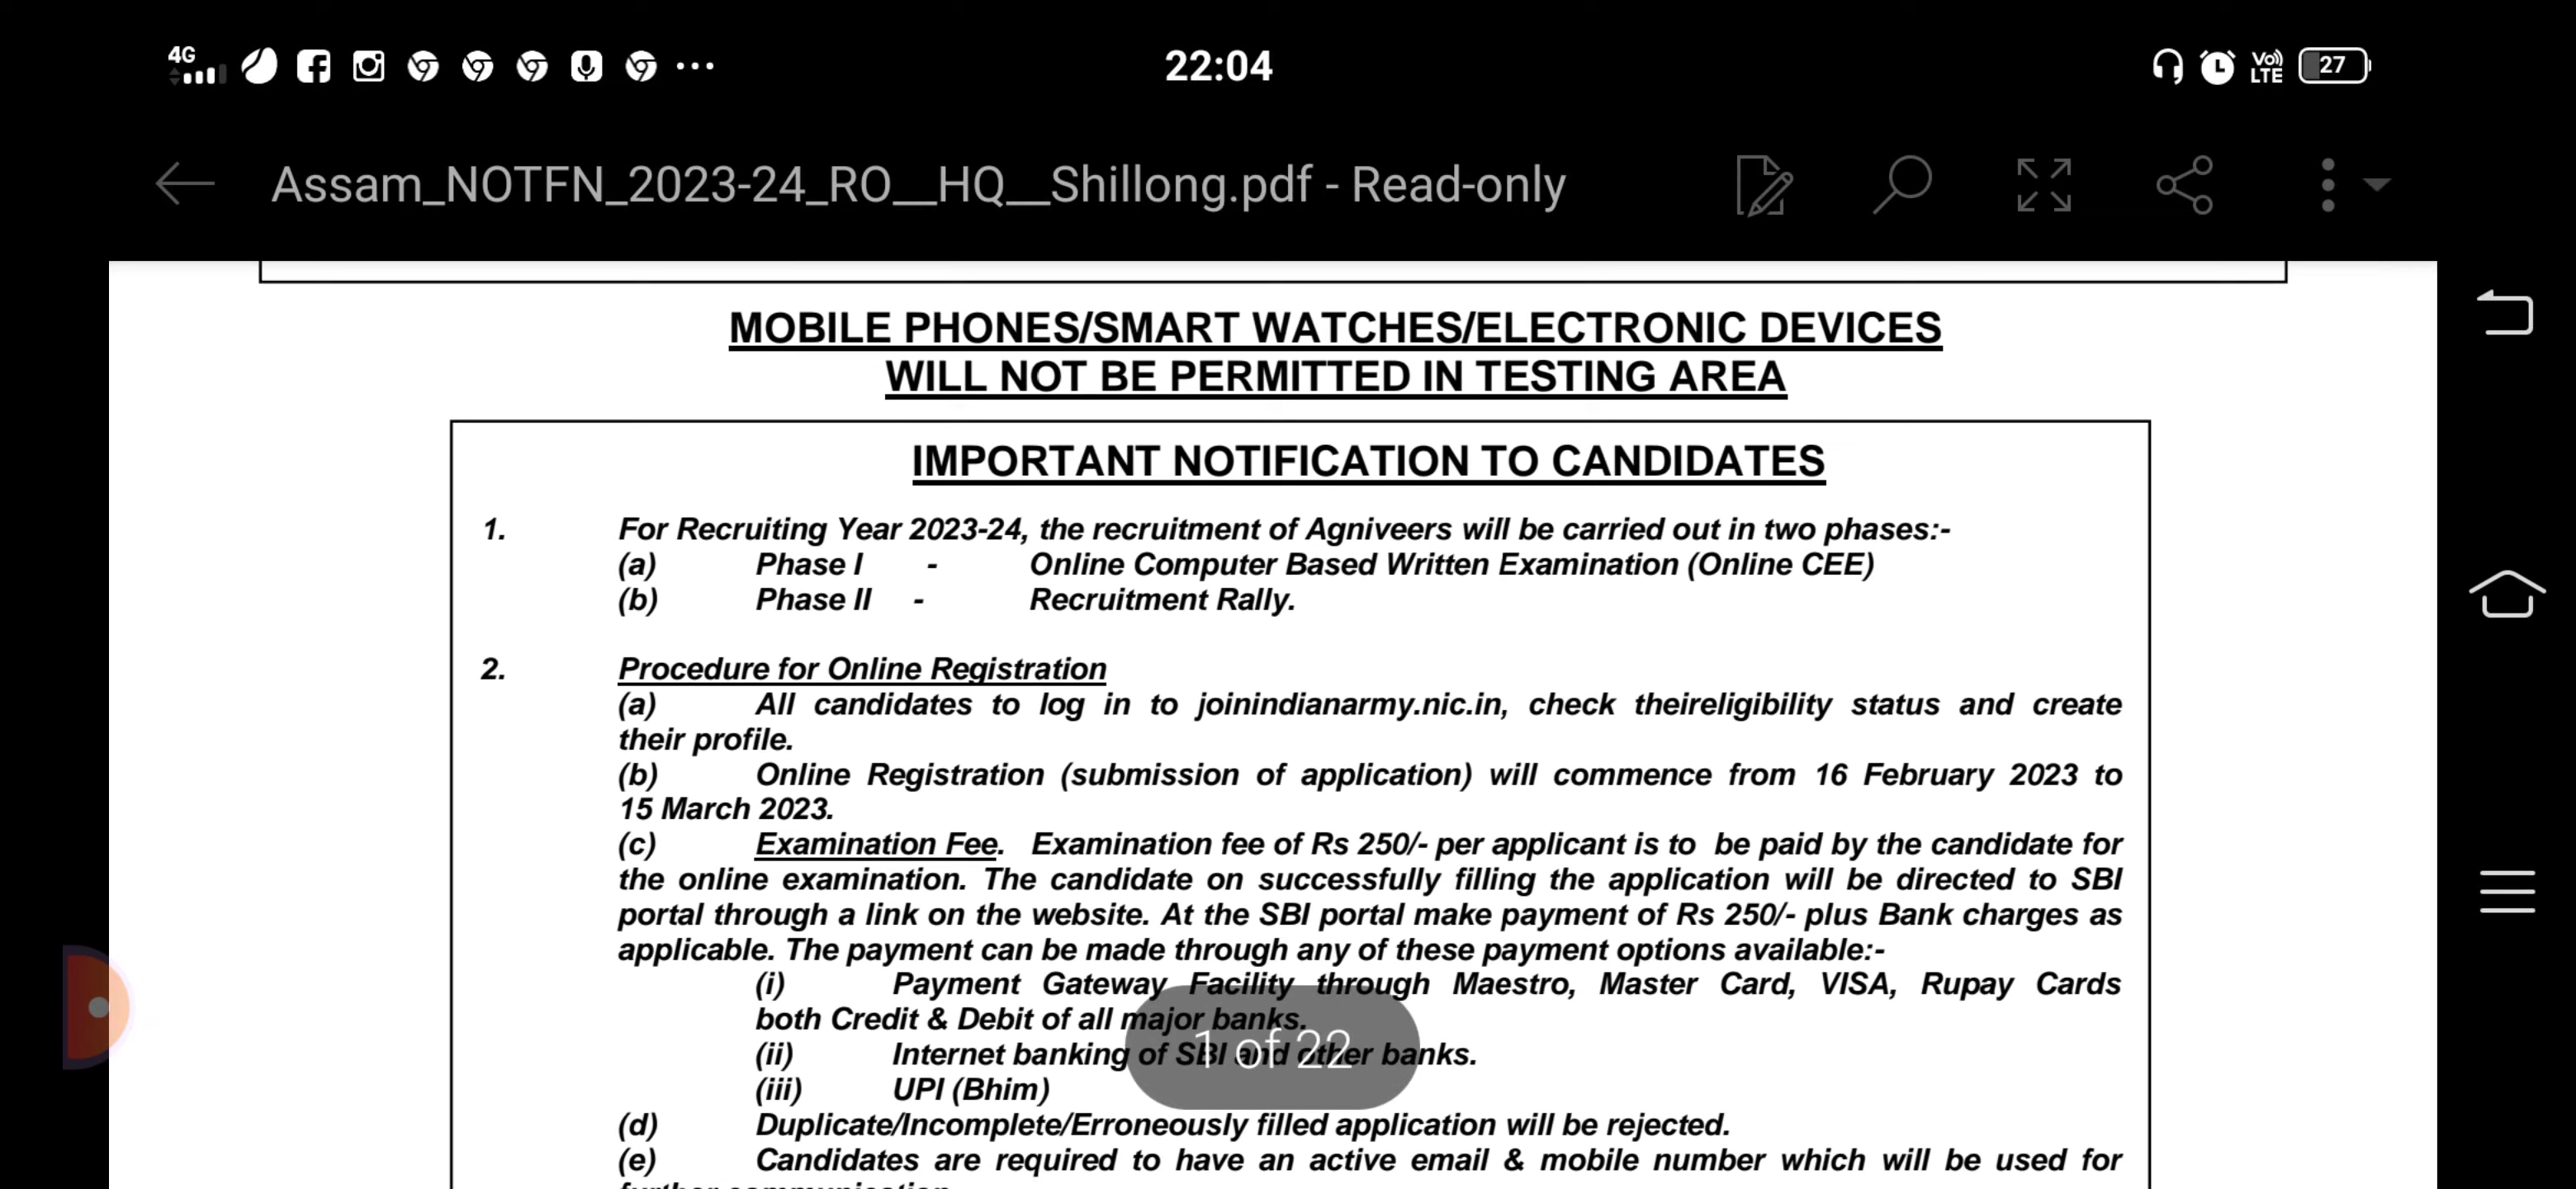 4G
22:04
Vo)) LTE
27
Assam_NOTFN_2023-24_RO__HQ__Shillong.pdf - Read-only
MOBILE PHONES/SMART WATCHES/ELECTRONIC DEVICES
WILL NOT BE PERMITTED IN TESTING AREA
IMPORTANT NOTIFICATION TO CANDIDATES
1. For Recruiting Year 2023-24, the recruitment of Agniveers will be carried out in two phases:-
(a) Phase I - Online Computer Based Written Examination (Online CEE)
(b) Phase II - Recruitment Rally.
2. Procedure for Online Registration
(a) All candidates to log in to joinindianarmy.nic.in, check theireligibility status and create
their profile.
(b) Online Registration (submission of application) will commence from 16 February 2023 to
15 March 2023.
(c) Examination Fee. Examination fee of Rs 250/- per applicant is to be paid by the candidate for
the online examination. The candidate on successfully filling the application will be directed to SBI
portal through a link on the website. At the SBI portal make payment of Rs 250/- plus Bank charges as
applicable. The payment can be made through any of these payment options available:-
(i) Payment Gateway Facility through Maestro, Master Card, VISA, Rupay Cards
both Credit & Debit of all major banks.
(ii) Internet banking of SBI and other banks.
1 of 22
(iii) UPI (Bhim)
(d) Duplicate/Incomplete/Erroneously filled application will be rejected.
(e) Candidates are required to have an active email & mobile number which will be used for